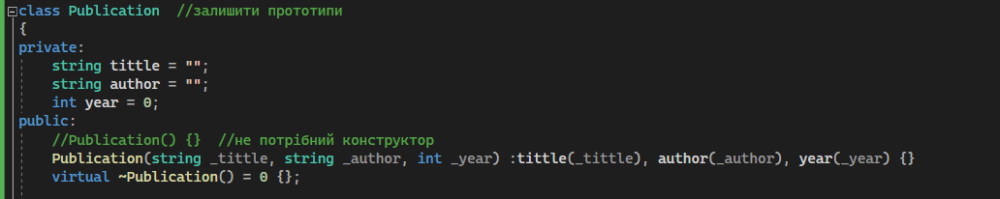 class Publication  //залишити прототипи
{
private:
    string tittle = "";
    string author = "";
    int year = 0;
public:
    //Publication() {}  //не потрібний конструктор
    Publication(string _tittle, string _author, int _year) :tittle(_tittle), author(_author), year(_year) {}
    virtual ~Publication() = 0 {};